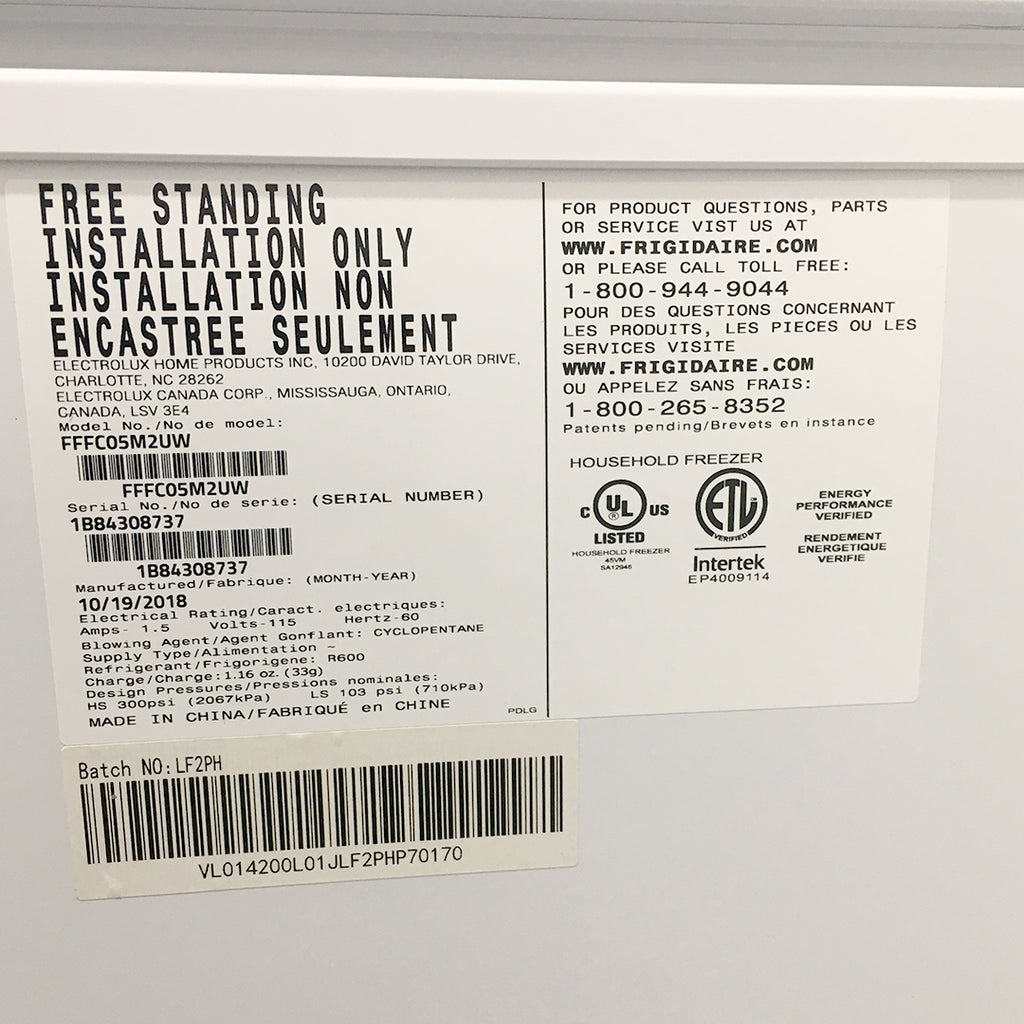 FREE STANDING
INSTALLATION ONLY
INSTALLATION NON
ENCASTREE SEULEMENT
ELECTROLUX HOME PRODUCTS INC, 10200 DAVID TAYLOR DRIVE,
CHARLOTTE, NC 28262
ELECTROLUX CANADA CORP., MISSISSAUGA, ONTARIO,
CANADA, LSV 3E4
Model No./No de model:
FFFC05M2UW
FFFC05M2UW
Serial No./No de serie: (SERIAL NUMBER)
1B84308737
1B84308737
Manufactured/Fabrique: (MONTH-YEAR)
10/19/2018
Electrical Rating/Caract. electriques:
Amps- 1.5 Volts-115 Hertz-60
Blowing Agent/Agent Gonflant: CYCLOPENTANE
Supply Type/Alimentation ~
Refrigerant/Frigorigene: R600
Charge/Charge: 1.16 oz. (33g)
Design Pressures/Pressions nominales:
HS 300psi (2067kPa) LS 103 psi (710kPa)
MADE IN CHINA/FABRIQUÉ en CHINE
PDLG
FOR PRODUCT QUESTIONS, PARTS
OR SERVICE VIST US AT
WWW.FRIGIDAIRE.COM
OR PLEASE CALL TOLL FREE:
1-800-944-9044
POUR DES QUESTIONS CONCERNANT
LES PRODUITS, LES PIECES OU LES
SERVICES VISITE
WWW.FRIGIDAIRE.COM
OU APPELEZ SANS FRAIS:
1-800-265-8352
Patents pending/Brevets en instance
HOUSEHOLD FREEZER
C UL ® US
LISTED
HOUSEHOLD FREEZER
45VM
SA12946
ETL
VERIFIED
Intertek
EP4009114
ENERGY
PERFORMANCE
VERIFIED
RENDEMENT
ENERGETIQUE
VERIFIE
Batch NO: LF2PH
VL014200L01JLF2PHP70170